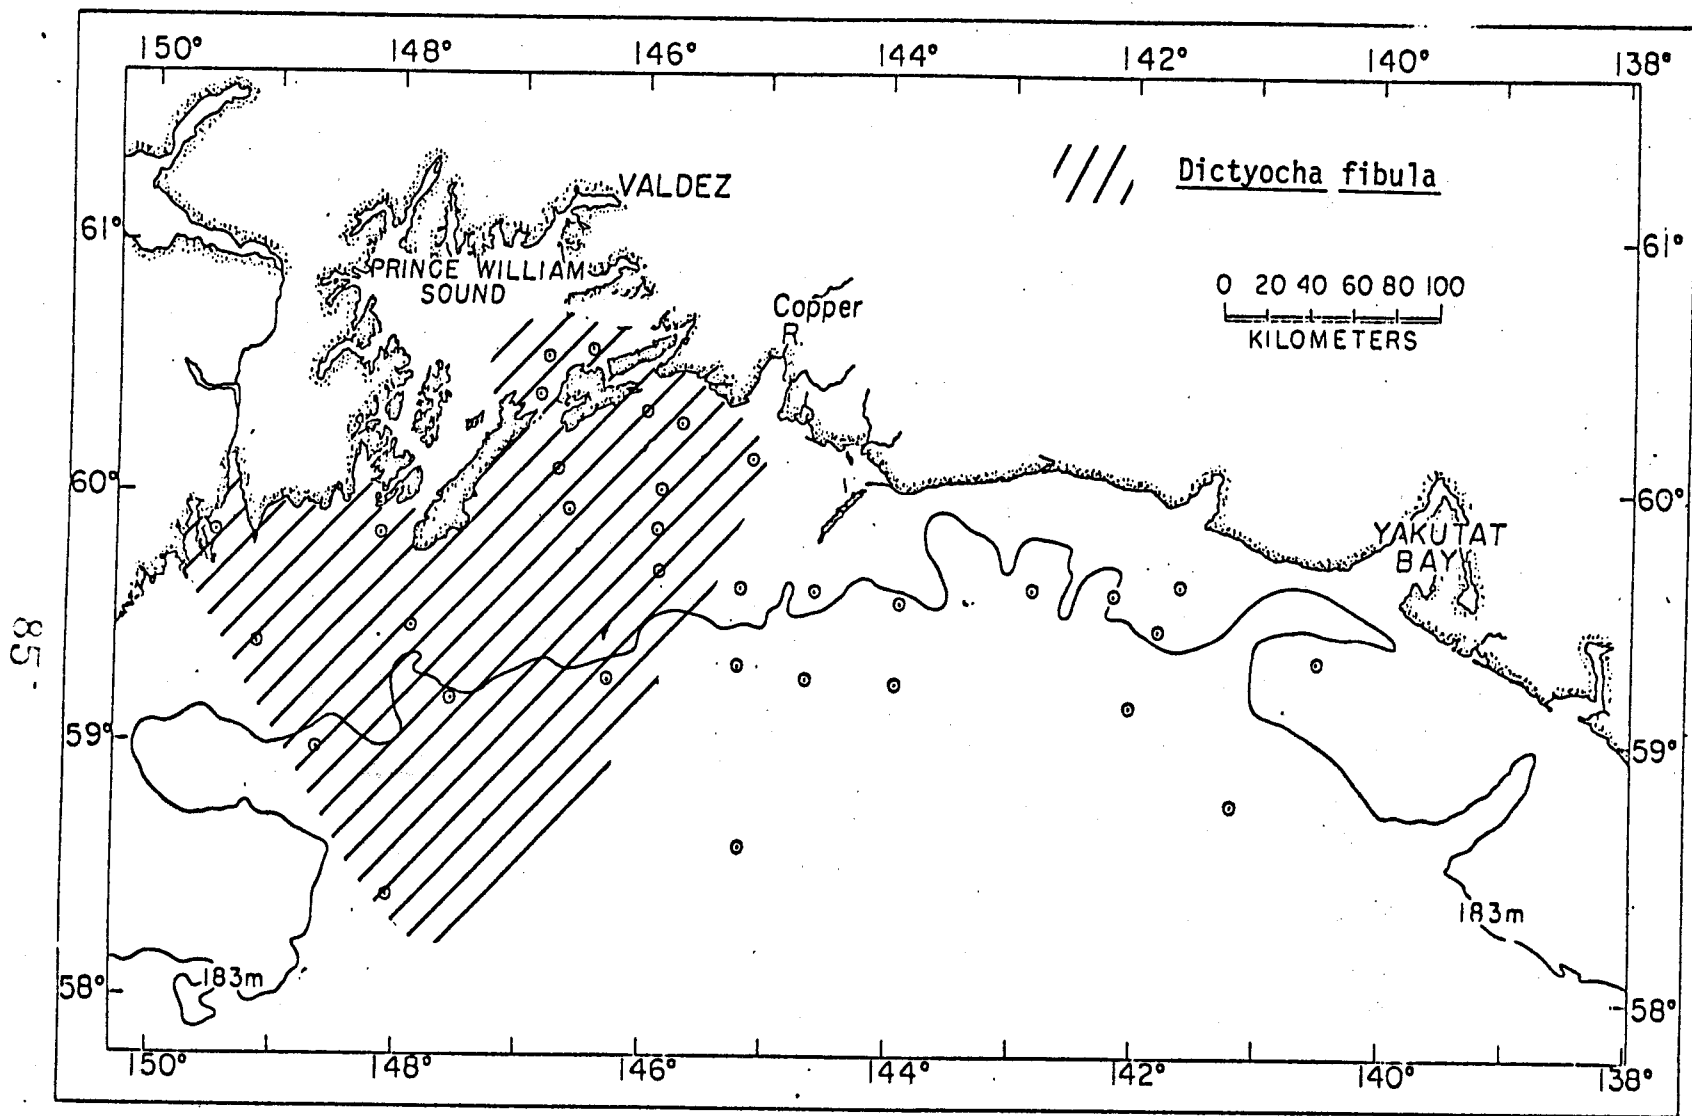 150° 148° 146° 144° 142° 140° 138°
VALDEZ
Dictyocha fibula
61° 61°
PRINCE WILLIAM
SOUND
0 20 40 60 80 100
KILOMETERS
Copper
R.
60° 60°
YAKUTAT
BAY
85
59° 59°
183m
183m
58° 58°
150° 148° 146° 144° 142° 140° 138°